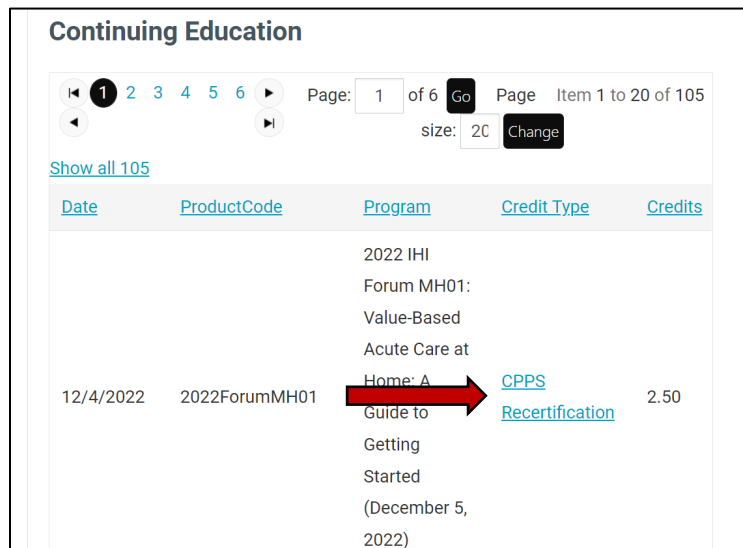 Continuing Education
1 2 3 4 5 6 Page: 1 of 6 Go Page Item 1 to 20 of 105
size: 20 Change
Show all 105
Date ProductCode Program Credit Type Credits
2022 IHI
Forum MH01:
Value-Based
Acute Care at
Home: A
12/4/2022 2022ForumMH01 Guide to
Getting
Started
(December 5,
2022)
CPPS
Recertification
2.50